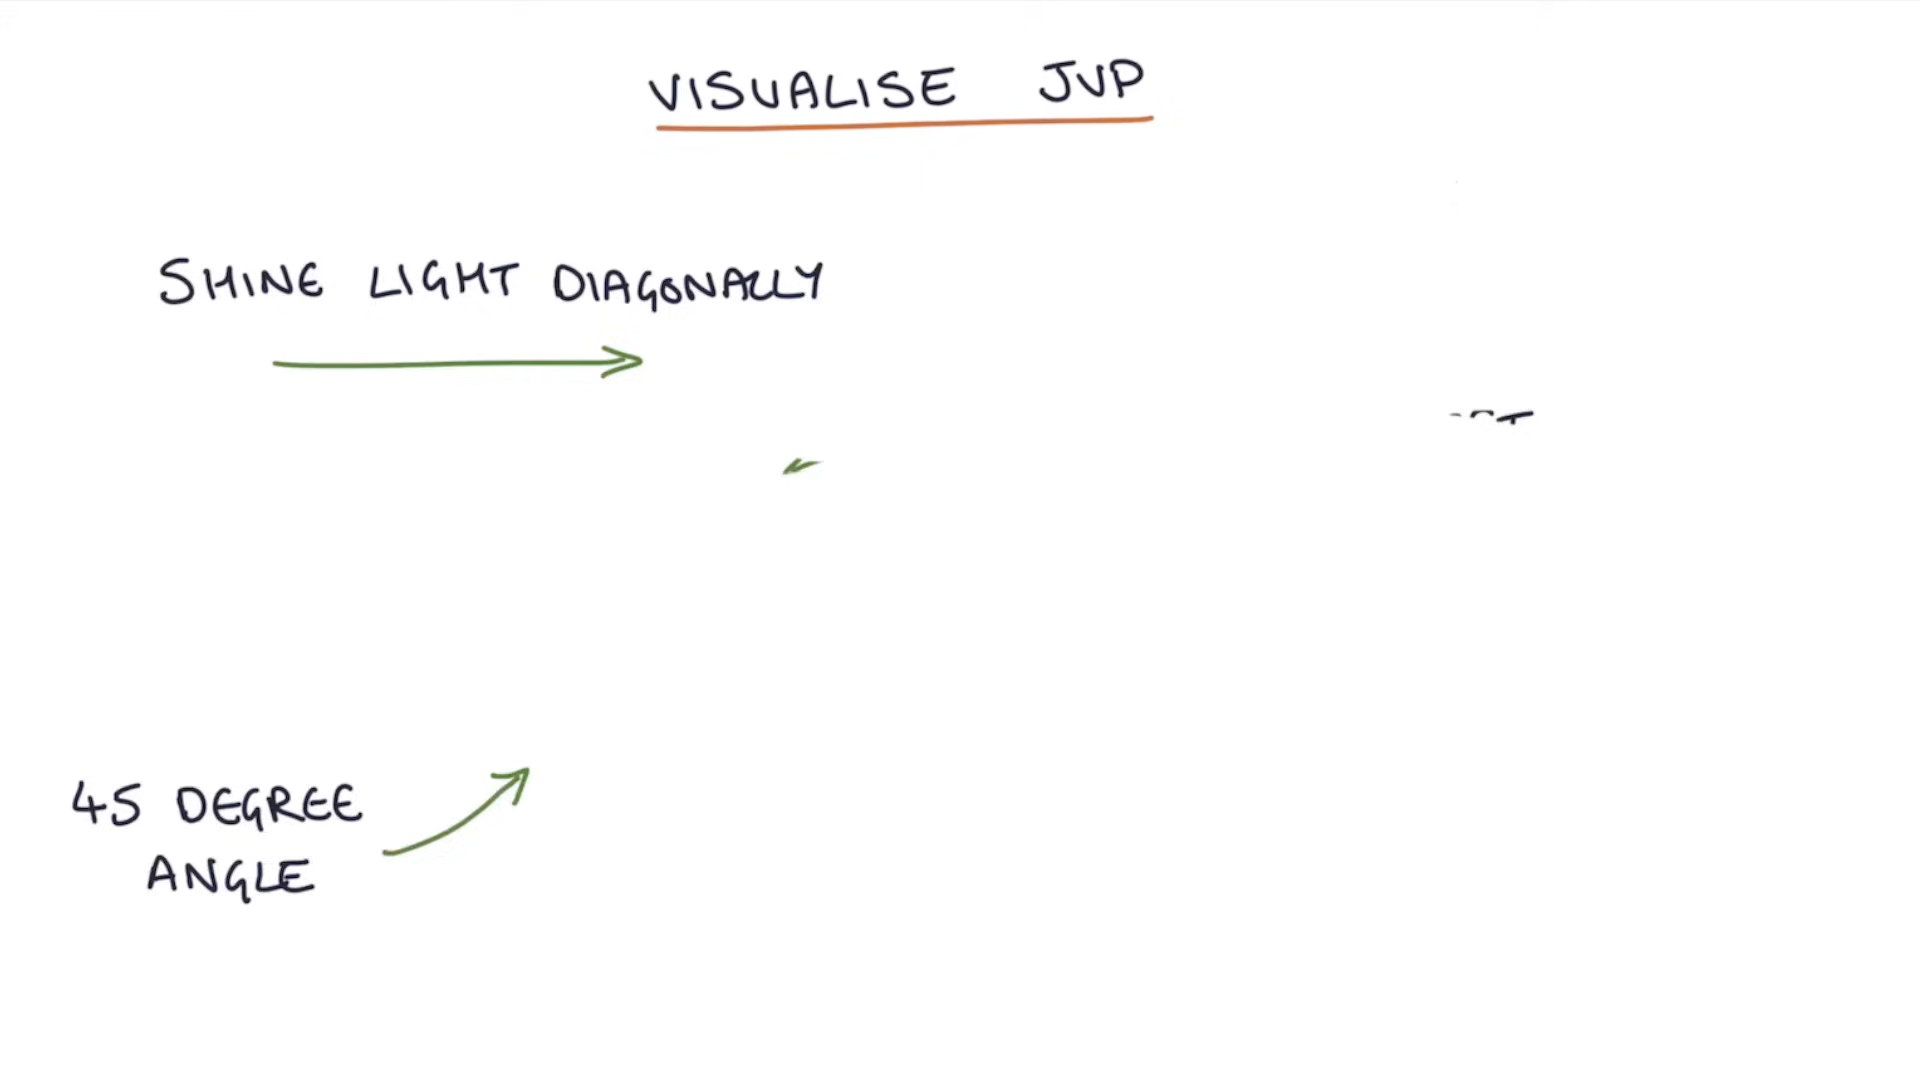 VISUALISE JVP
SHINE LIGHT DIAGONALLY
45 DEGREE
ANGLE